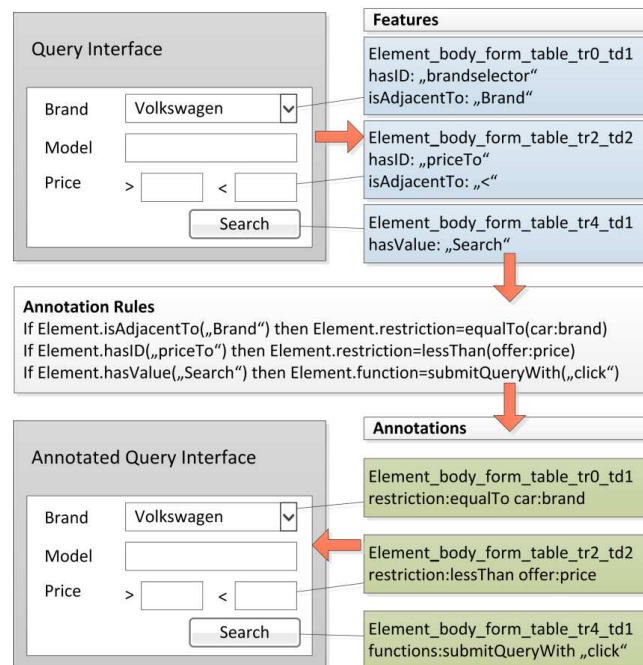 Query Interface
Brand
Volkswagen
Model
Price
>
<
Search
Features
Element_body_form_table_tr0_td1
hasID: „brandselector“
isAdjacentTo: „Brand“
Element_body_form_table_tr2_td2
hasID: „priceTo“
isAdjacentTo: „<“
Element_body_form_table_tr4_td1
hasValue: „Search“
Annotation Rules
If Element.isAdjacentTo(„Brand“) then Element.restriction=equalTo(car:brand)
If Element.hasID(„priceTo“) then Element.restriction=lessThan(offer:price)
If Element.hasValue(„Search“) then Element.function=submitQueryWith(„click“)
Annotated Query Interface
Brand
Volkswagen
Model
Price
>
<
Search
Annotations
Element_body_form_table_tr0_td1
restriction:equalTo car:brand
Element_body_form_table_tr2_td2
restriction:lessThan offer:price
Element_body_form_table_tr4_td1
functions:submitQueryWith „click“